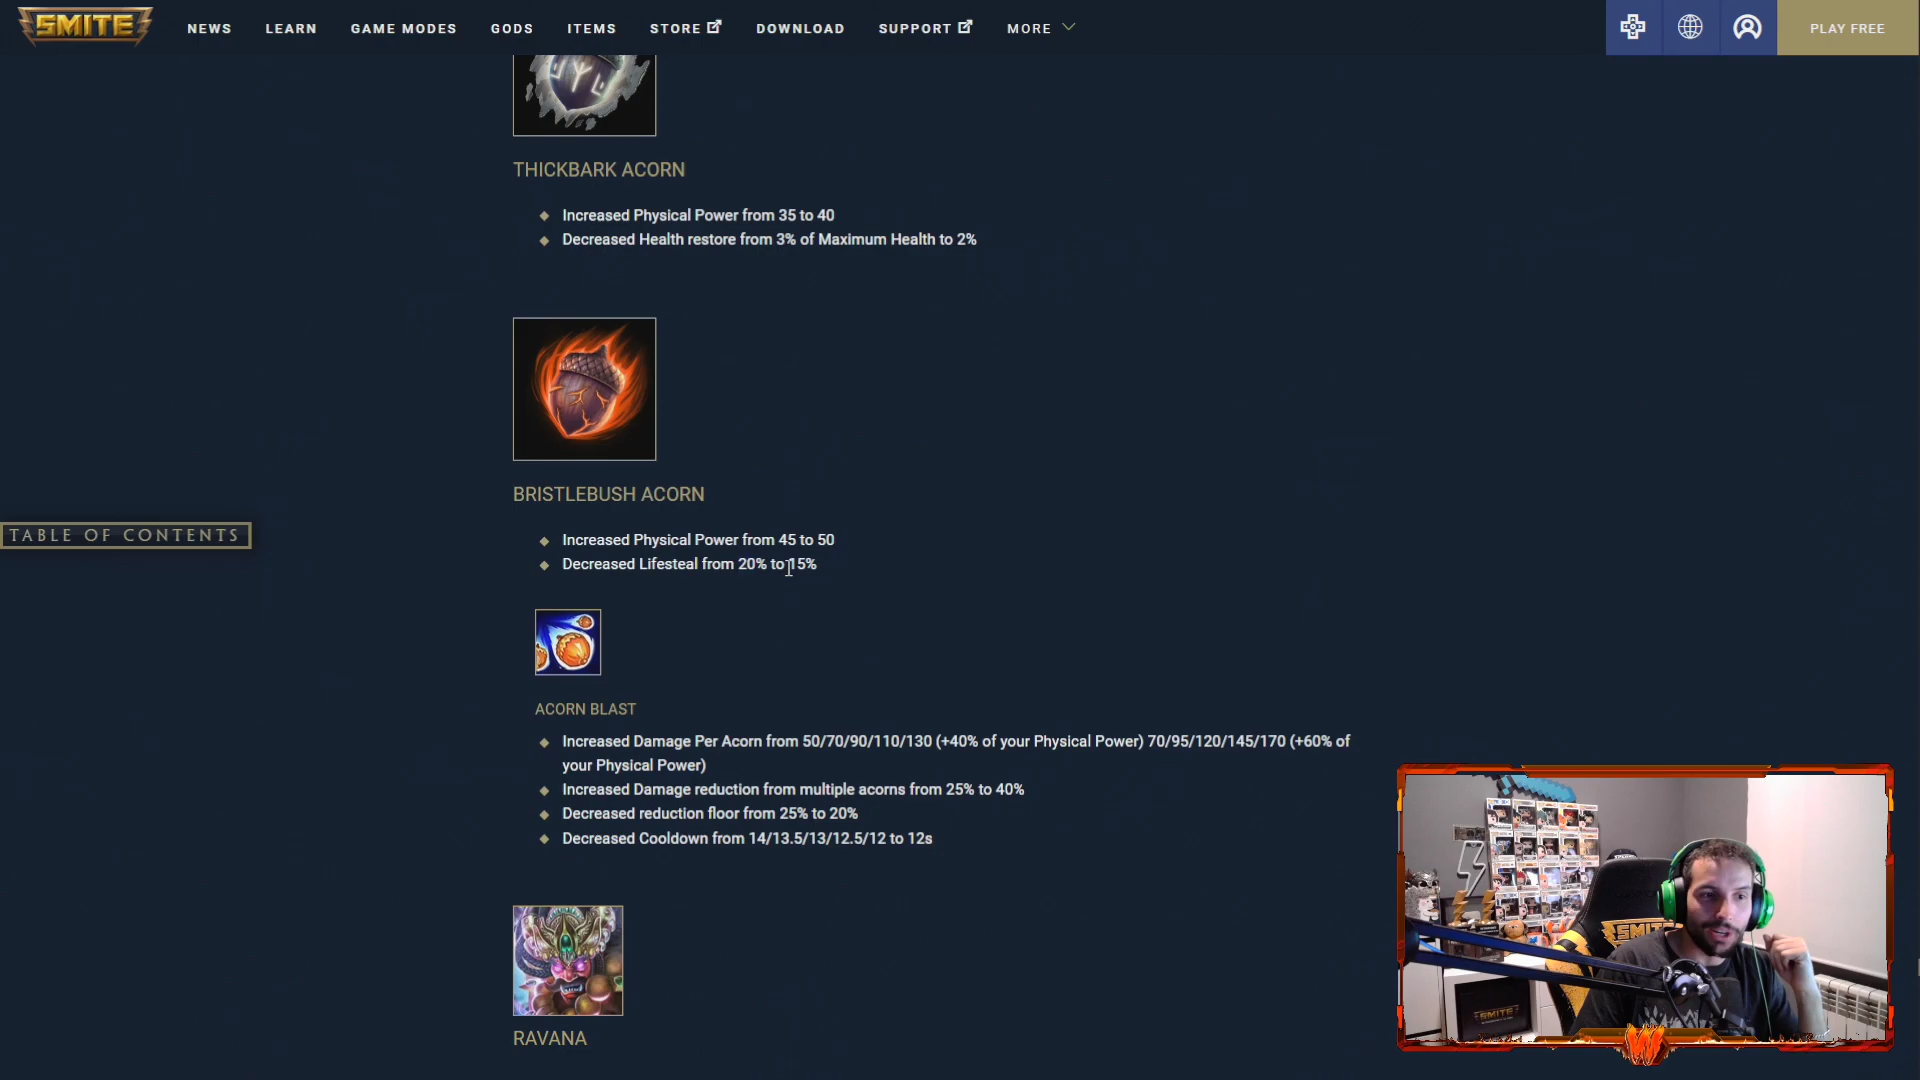 SMITE
NEWS LEARN GAME MODES GODS ITEMS STORE DOWNLOAD SUPPORT MORE PLAY FREE
THICKBARK ACORN
Increased Physical Power from 35 to 40
Decreased Health restore from 3% of Maximum Health to 2%
BRISTLEBUSH ACORN
TABLE OF CONTENTS
Increased Physical Power from 45 to 50
Decreased Lifesteal from 20% to 15%
ACORN BLAST
Increased Damage Per Acorn from 50/70/90/110/130 (+40% of your Physical Power) 70/95/120/145/170 (+60% of
your Physical Power)
Increased Damage reduction from multiple acorns from 25% to 40%
Decreased reduction floor from 25% to 20%
Decreased Cooldown from 14/13.5/13/12.5/12 to 12s
RAVANA
SMITE
SMITE